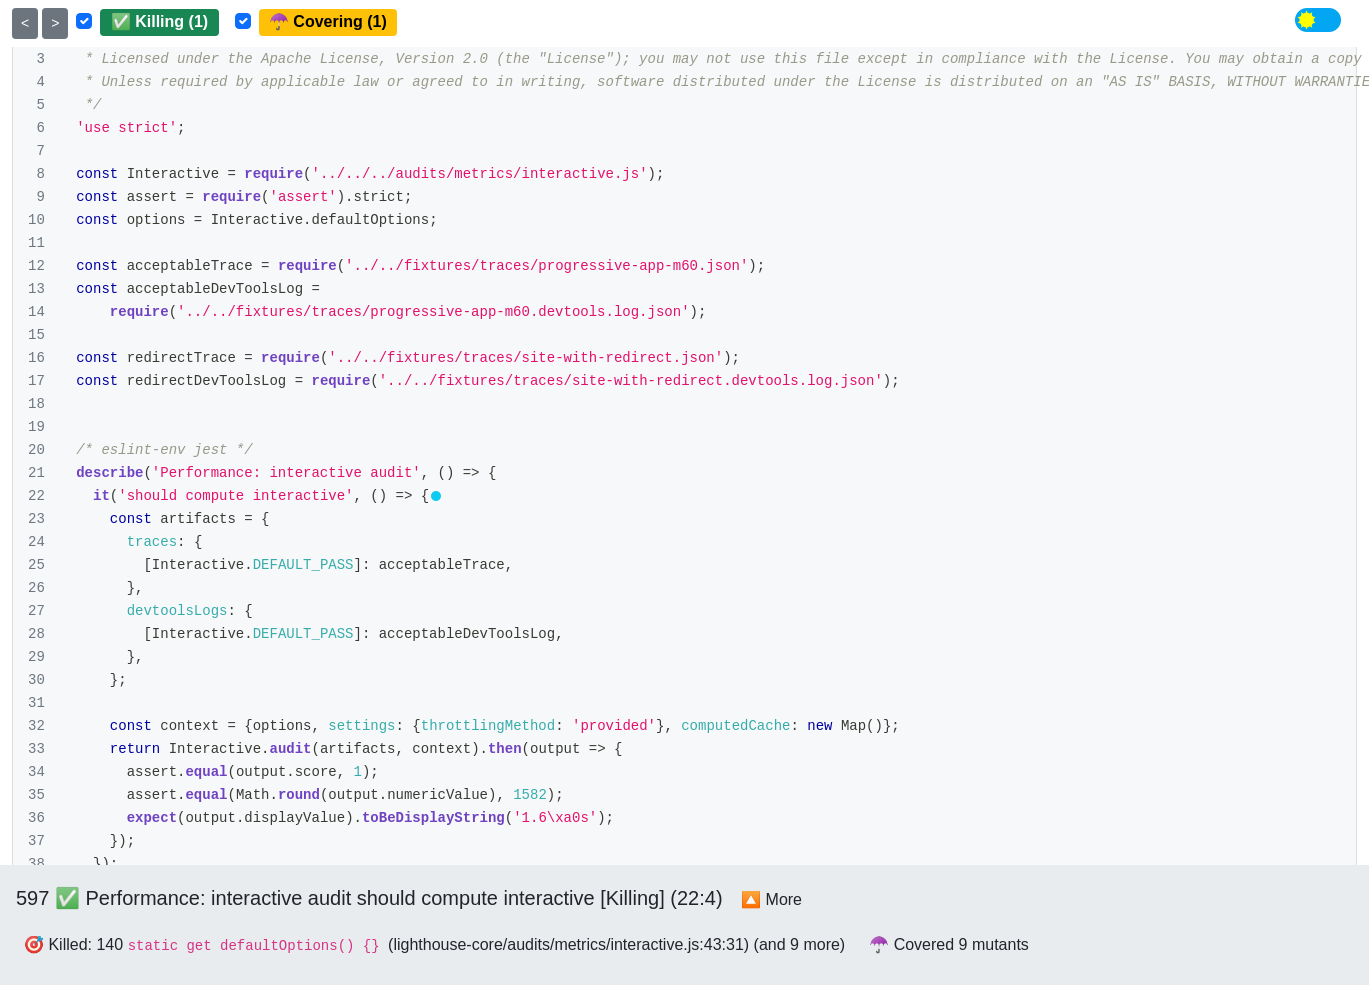 < > ✅ Killing (1) ☂️ Covering (1)
3 * Licensed under the Apache License, Version 2.0 (the "License"); you may not use this file except in compliance with the License. You may obtain a copy
4 * Unless required by applicable law or agreed to in writing, software distributed under the License is distributed on an "AS IS" BASIS, WITHOUT WARRANTIE
5 */
6 'use strict';
7
8 const Interactive = require('../../../audits/metrics/interactive.js');
9 const assert = require('assert').strict;
10 const options = Interactive.defaultOptions;
11
12 const acceptableTrace = require('../../fixtures/traces/progressive-app-m60.json');
13 const acceptableDevToolsLog =
14 require('../../fixtures/traces/progressive-app-m60.devtools.log.json');
15
16 const redirectTrace = require('../../fixtures/traces/site-with-redirect.json');
17 const redirectDevToolsLog = require('../../fixtures/traces/site-with-redirect.devtools.log.json');
18
19
20 /* eslint-env jest */
21 describe('Performance: interactive audit', () => {
22 it('should compute interactive', () => {
23 const artifacts = {
24 traces: {
25 [Interactive.DEFAULT_PASS]: acceptableTrace,
26 },
27 devtoolsLogs: {
28 [Interactive.DEFAULT_PASS]: acceptableDevToolsLog,
29 },
30 };
31
32 const context = {options, settings: {throttlingMethod: 'provided'}, computedCache: new Map()};
33 return Interactive.audit(artifacts, context).then(output => {
34 assert.equal(output.score, 1);
35 assert.equal(Math.round(output.numericValue), 1582);
36 expect(output.displayValue).toBeDisplayString('1.6\xa0s');
37 });
38 });
597 ✅ Performance: interactive audit should compute interactive [Killing] (22:4) 🔼 More
🎯 Killed: 140 static get defaultOptions() {} (lighthouse-core/audits/metrics/interactive.js:43:31) (and 9 more) ☂️ Covered 9 mutants